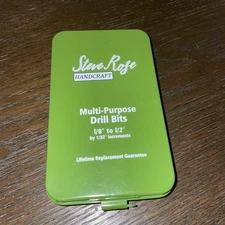 Steve Rose
HANDCRAFT
Multi-Purpose
Drill Bits
1/8" to 1/2"
by 1/32" Increments
Lifetime Replacement Guarantee